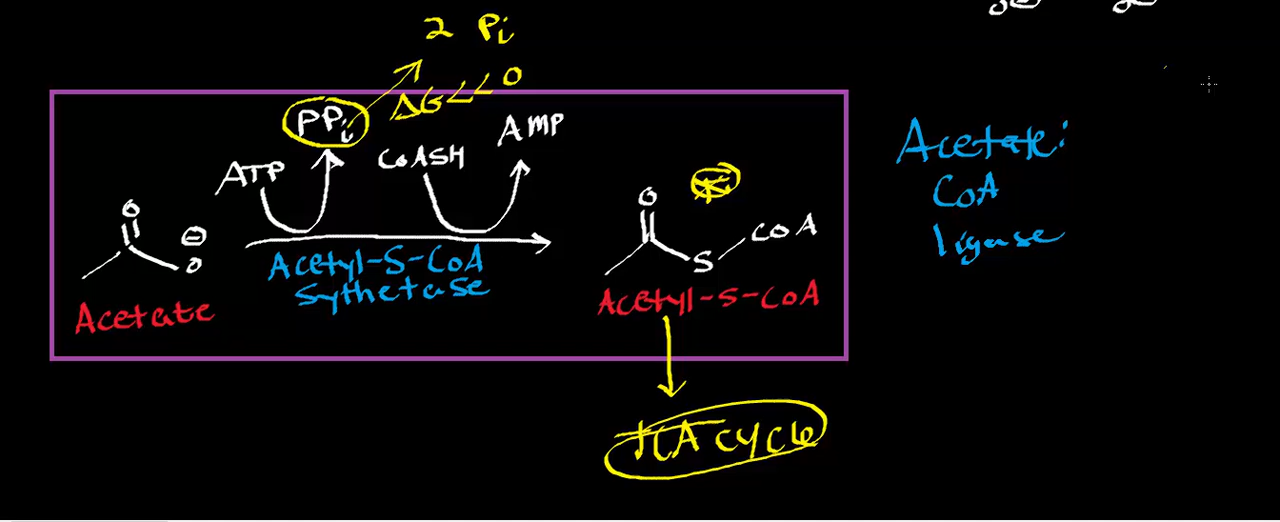 2 Pi
ΔG<<0
PPi
ATP
CoASH
AMP
O
⊖
O
Acetate
Acetyl-S-CoA
Sythetase
O
S
CoA
Acetyl-S-CoA
TCA cycle
Acetate:
CoA
ligase